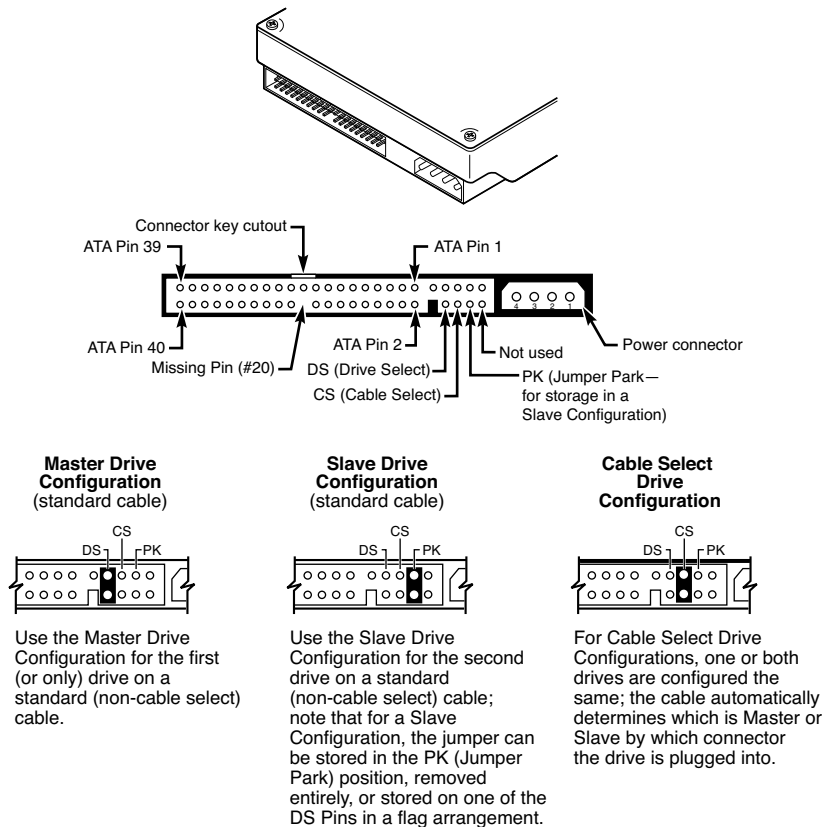 Connector key cutout
ATA Pin 39
ATA Pin 1
4 3 2 1
ATA Pin 40
Missing Pin (#20)
ATA Pin 2
DS (Drive Select)
CS (Cable Select)
Not used
PK (Jumper Park—
for storage in a
Slave Configuration)
Power connector
Master Drive
Configuration
(standard cable)
CS
DS
PK
Use the Master Drive
Configuration for the first
(or only) drive on a
standard (non-cable select)
cable.
Slave Drive
Configuration
(standard cable)
CS
DS
PK
Use the Slave Drive
Configuration for the second
drive on a standard
(non-cable select) cable;
note that for a Slave
Configuration, the jumper can
be stored in the PK (Jumper
Park) position, removed
entirely, or stored on one of the
DS Pins in a flag arrangement.
Cable Select
Drive
Configuration
CS
DS
PK
For Cable Select Drive
Configurations, one or both
drives are configured the
same; the cable automatically
determines which is Master or
Slave by which connector
the drive is plugged into.